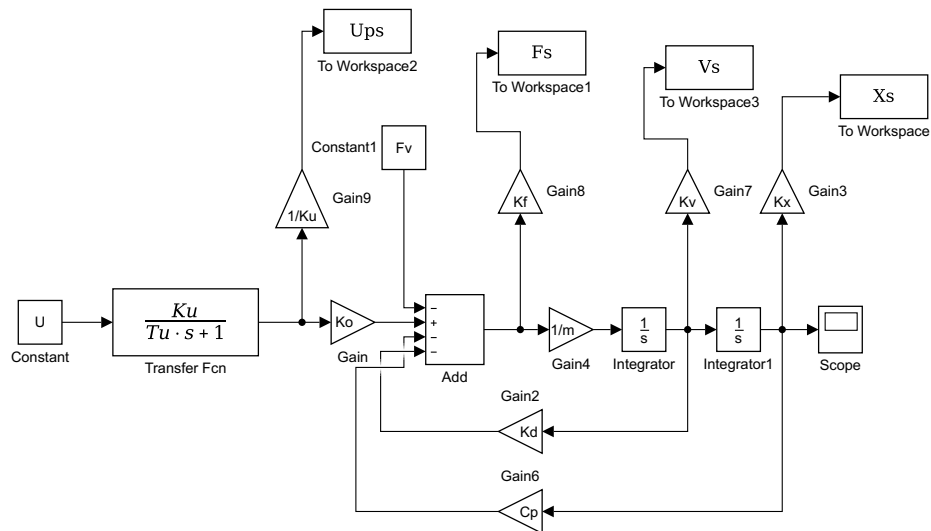 Ups
To Workspace2
Fs
To Workspace1
Vs
To Workspace3
Xs
To Workspace
Constant1
Fv
1/Ku
Gain9
Kf
Gain8
Kv
Gain7
Kx
Gain3
U
Constant
Ku
Tu · s + 1
Transfer Fcn
Ko
Gain
−
+
−
−
Add
1/m
Gain4
1
s
Integrator
1
s
Integrator1
Scope
Gain2
Kd
Gain6
Cp